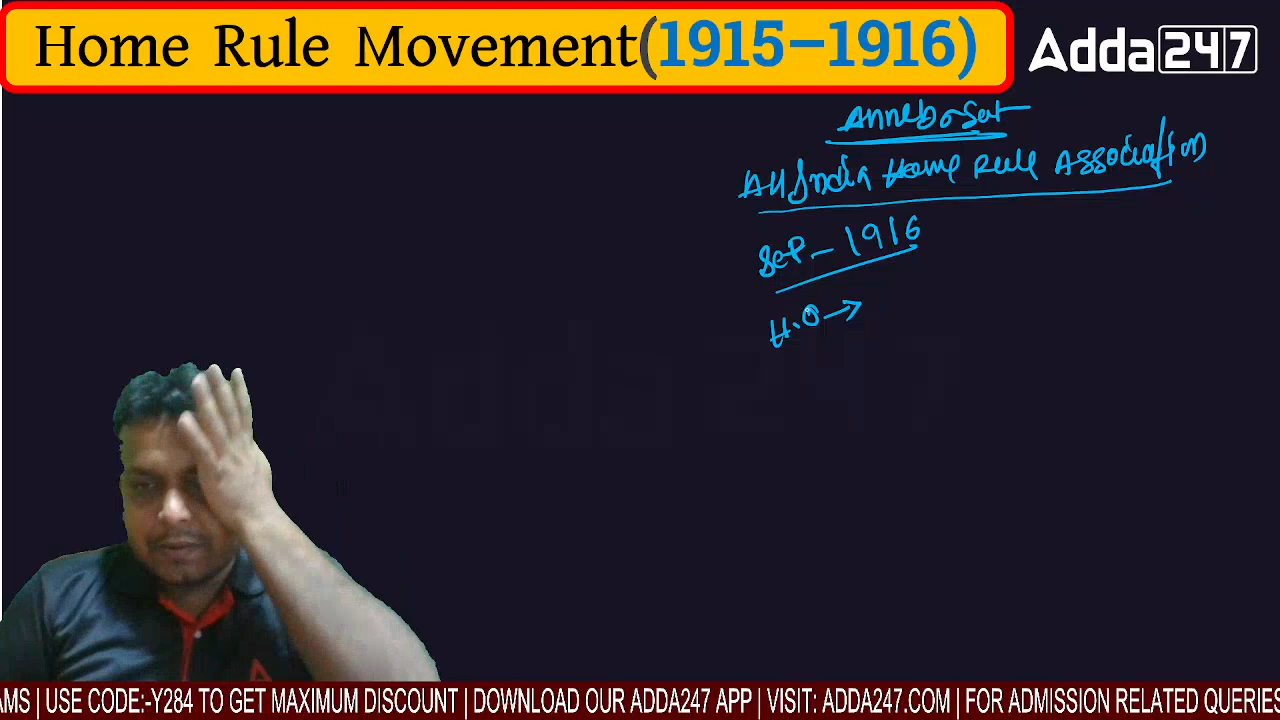 Home Rule Movement(1915–1916)
Adda247
Annebasat
All India Home Rule Association
Sep - 1916
H.O →
AMS | USE CODE:-Y284 TO GET MAXIMUM DISCOUNT | DOWNLOAD OUR ADDA247 APP | VISIT: ADDA247.COM | FOR ADMISSION RELATED QUERIES